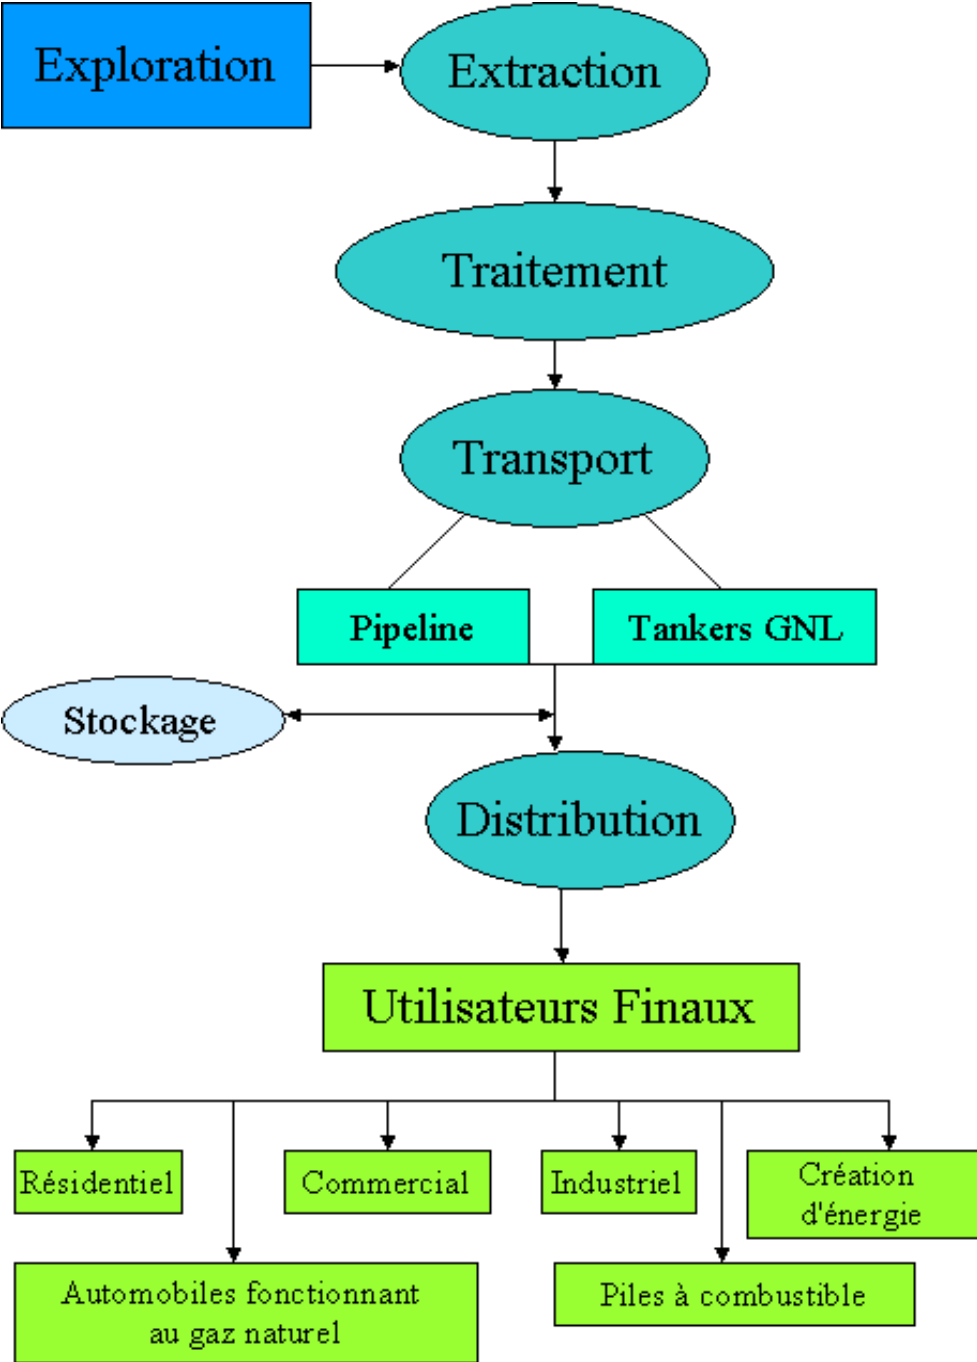 Exploration
Extraction
Traitement
Transport
Pipeline
Tankers GNL
Stockage
Distribution
Utilisateurs Finaux
Résidentiel
Commercial
Industriel
Création
d'énergie
Automobiles fonctionnant
au gaz naturel
Piles à combustible